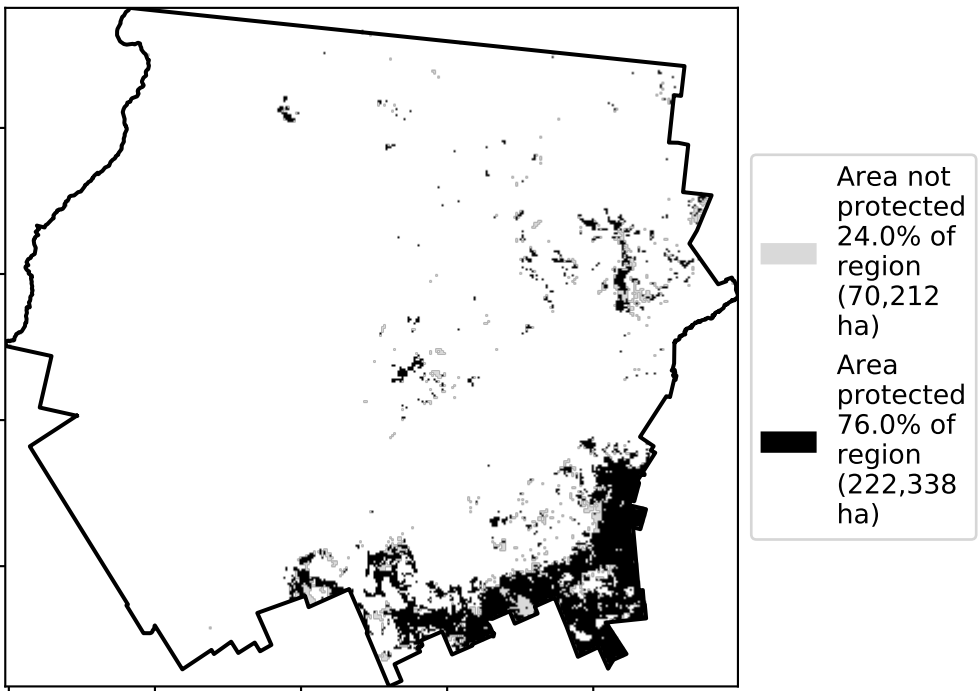 Area not
protected
24.0% of
region
(70,212
ha)
Area
protected
76.0% of
region
(222,338
ha)